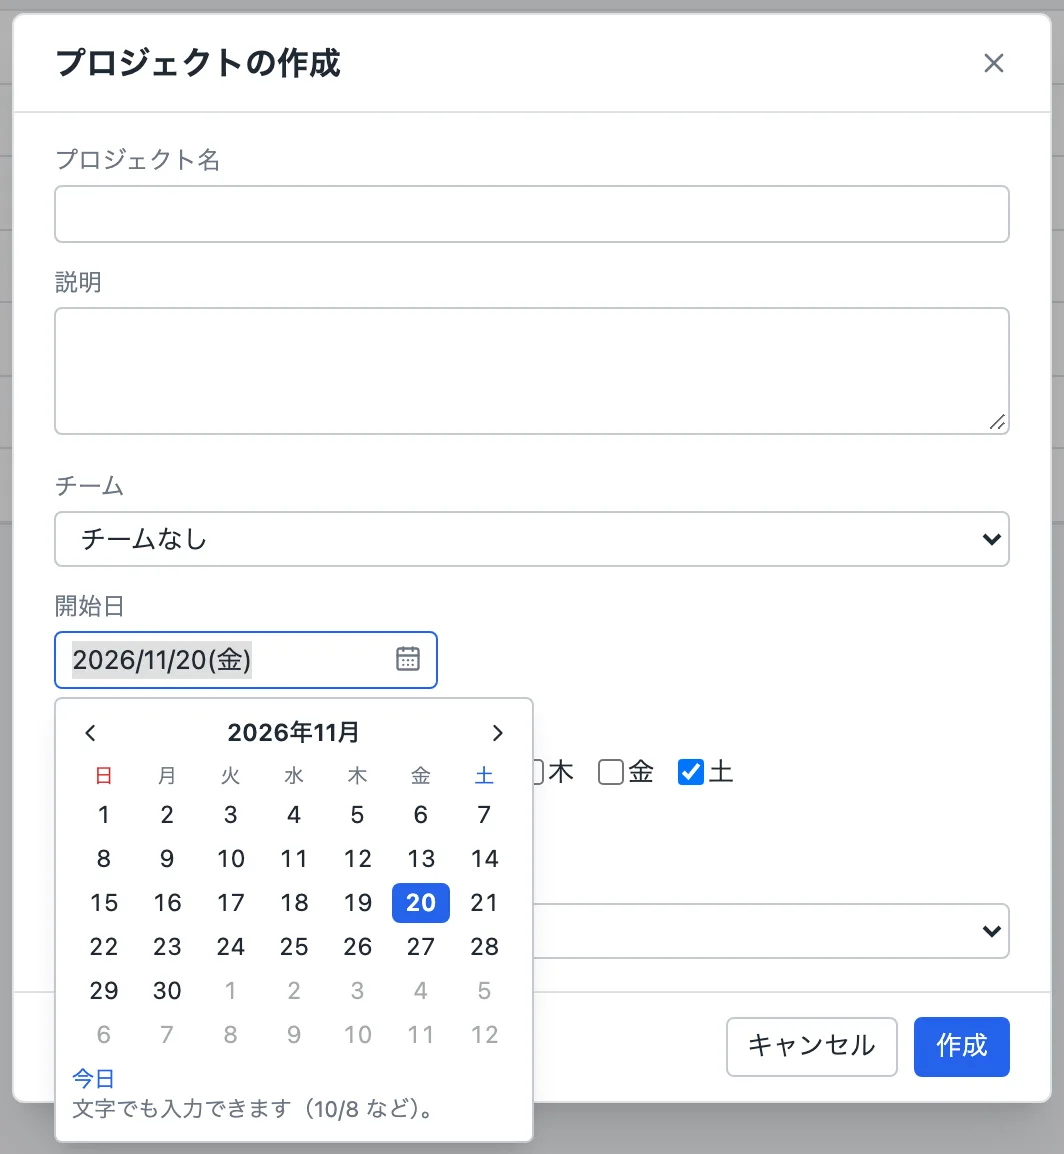 プロジェクトの作成
プロジェクト名
説明
チーム
チームなし
開始日
2026/11/20(金)
2026年11月
日 月 火 水 木 金 土
1 2 3 4 5 6 7
8 9 10 11 12 13 14
15 16 17 18 19 20 21
22 23 24 25 26 27 28
29 30 1 2 3 4 5
6 7 8 9 10 11 12
今日
文字でも入力できます（10/8 など）。
木 金 土
キャンセル
作成